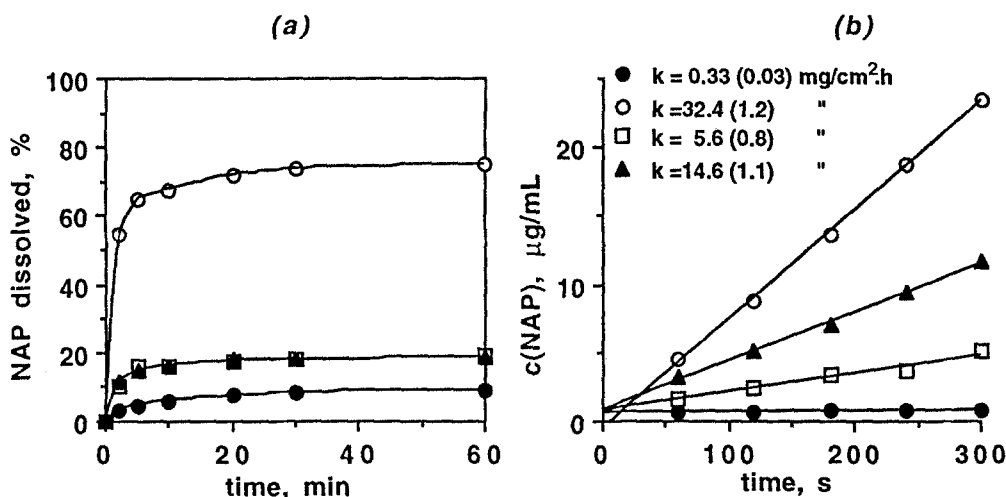 (a)
NAP dissolved, %
100
80
60
40
20
0
0 20 40 60
time, min
(b)
● k = 0.33 (0.03) mg/cm².h
○ k=32.4 (1.2) "
□ k = 5.6 (0.8) "
▲ k=14.6 (1.1) "
c(NAP), μg/mL
20
10
0
0 100 200 300
time, s